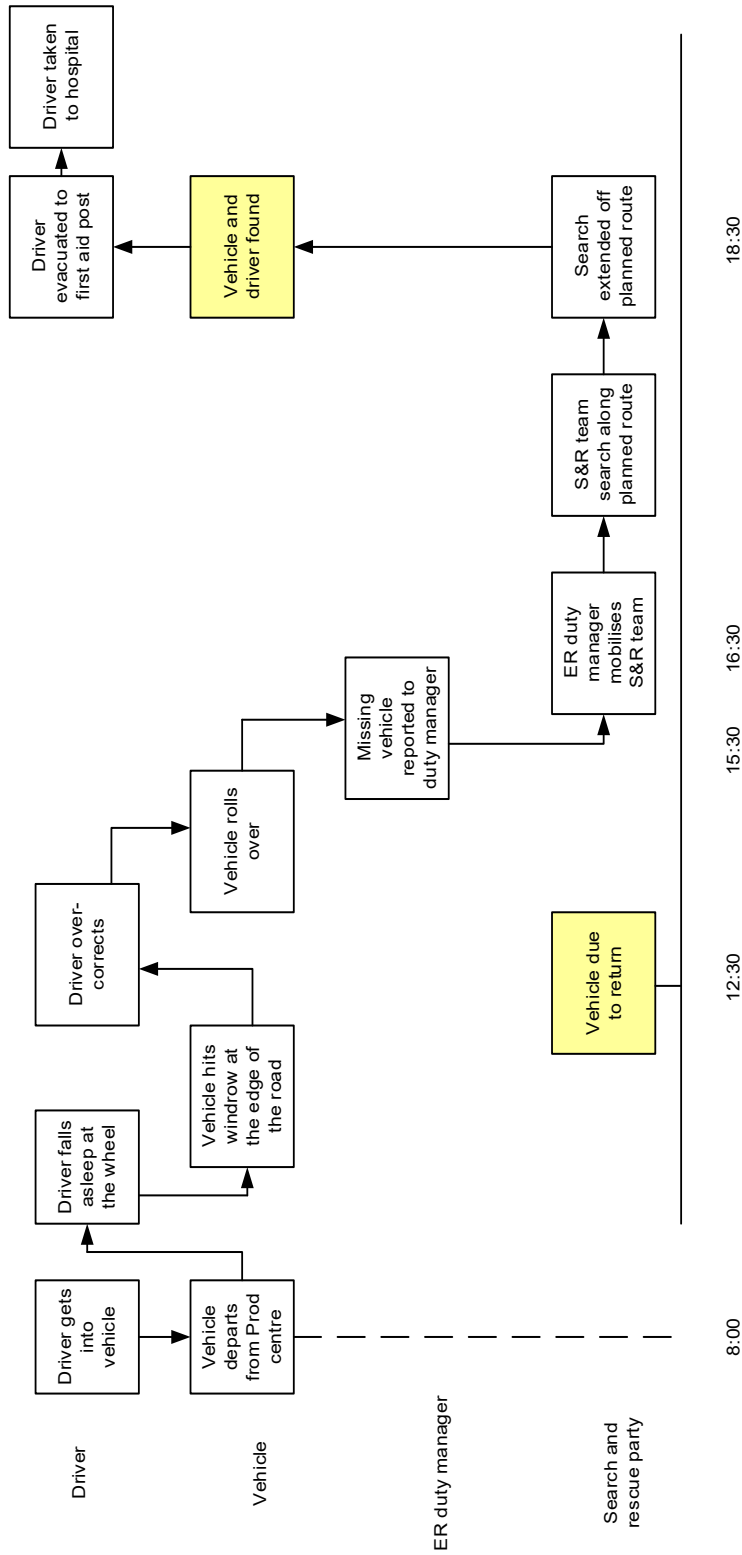 Driver
Driver gets
into
vehicle
Driver falls
asleep at
the wheel
Driver over-
corrects
Driver
evacuated to
first aid post
Driver taken
to hospital
Vehicle
Vehicle
departs
from Prod
centre
Vehicle hits
windrow at
the edge of
the road
Vehicle rolls
over
Vehicle and
driver found
ER duty manager
Missing
vehicle
reported to
duty manager
Search and
rescue party
Vehicle due
to return
ER duty
manager
mobilises
S&R team
S&R team
search along
planned route
Search
extended off
planned route
8:00
12:30
15:30
16:30
18:30